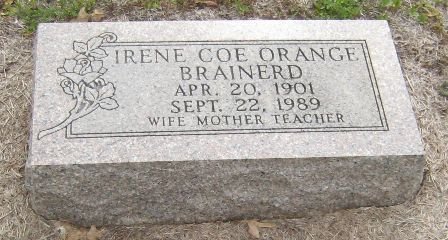 IRENE COE ORANGE
BRAINERD
APR. 20, 1901
SEPT. 22, 1989
WIFE MOTHER TEACHER